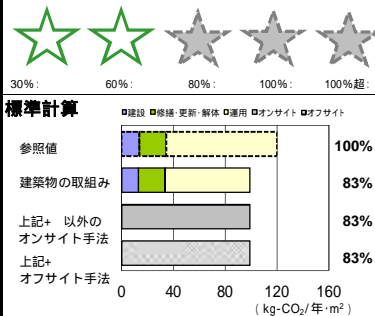 30%: 60%: 80%: 100%: 100%超:
標準計算
建設 修繕・更新・解体 運用 オンサイト オフサイト
参照値 100%
建築物の取組み 83%
上記+ 以外の
オンサイト手法 83%
上記+
オフサイト手法 83%
0 40 80 120 160
( kg-CO₂/年・m² )